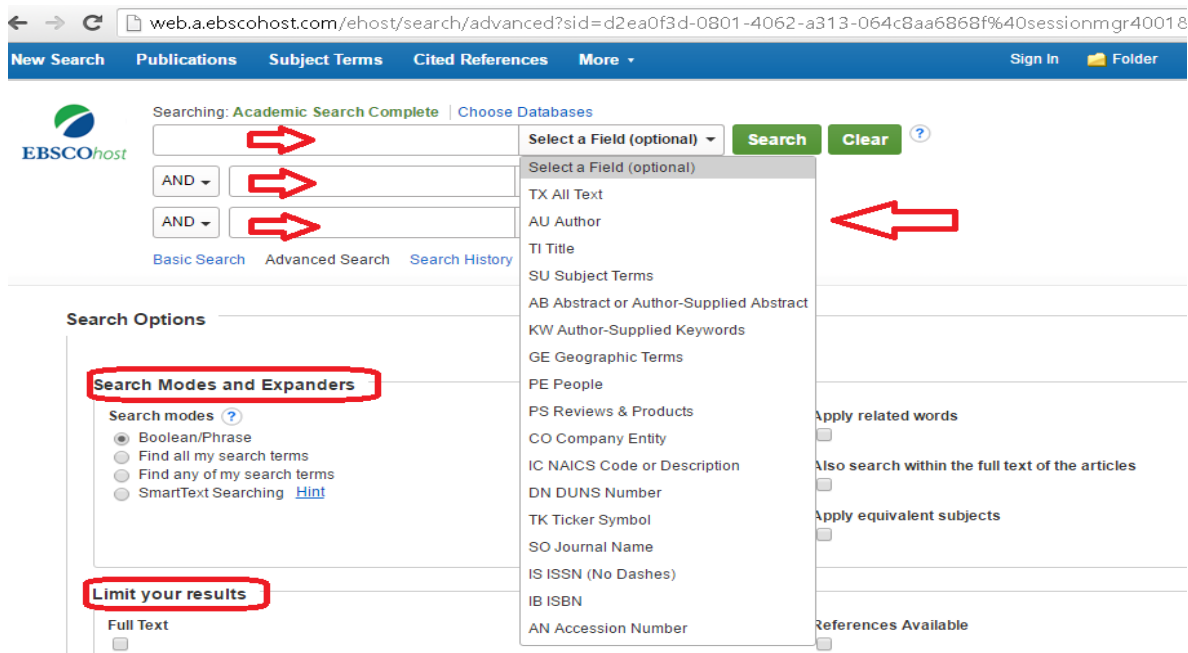 web.a.ebscohost.com/ehost/search/advanced?sid=d2ea0f3d-0801-4062-a313-064c8aa6868f%40sessionmgr4001&
New Search Publications Subject Terms Cited References More Sign In Folder
Searching: Academic Search Complete | Choose Databases
EBSCOhost
Select a Field (optional) Search Clear ?
AND
AND
Basic Search Advanced Search Search History
Select a Field (optional)
TX All Text
AU Author
TI Title
SU Subject Terms
AB Abstract or Author-Supplied Abstract
KW Author-Supplied Keywords
GE Geographic Terms
PE People
PS Reviews & Products
CO Company Entity
IC NAICS Code or Description
DN DUNS Number
TK Ticker Symbol
SO Journal Name
IS ISSN (No Dashes)
IB ISBN
AN Accession Number
Search Options
Search Modes and Expanders
Search modes ?
Boolean/Phrase
Find all my search terms
Find any of my search terms
SmartText Searching Hint
Apply related words
Also search within the full text of the articles
Apply equivalent subjects
Limit your results
Full Text
References Available